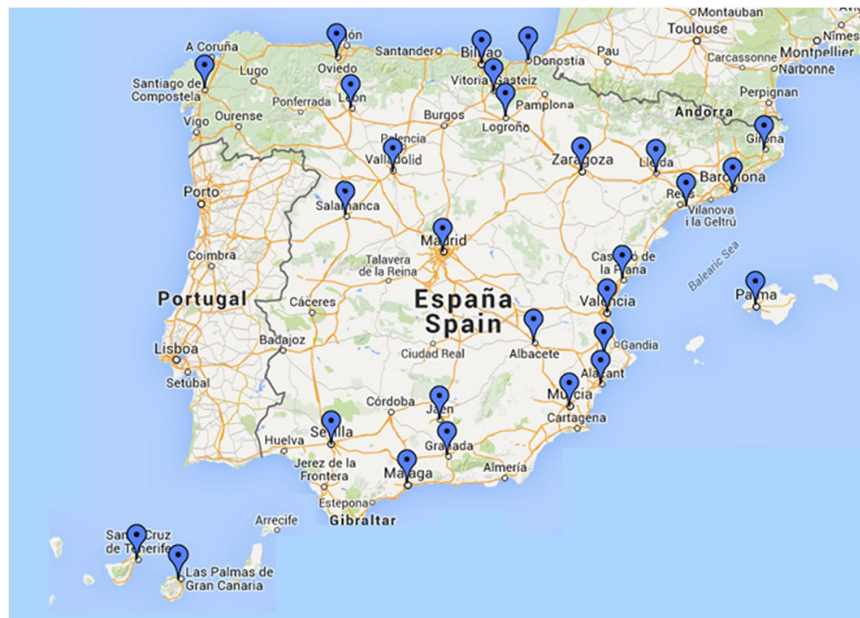 Montauban
Toulouse
Nîmes
Montpellier
A Coruña
Santander
Bilbao
Donostia
Pau
Carcassonne
Narbonne
Oviedo
Lugo
Vitoria-Gasteiz
Santiago de
Compostela
León
Ponferrada
Pamplona
Perpignan
Burgos
Andorra
Vigo
Ourense
Logroño
Girona
Palencia
Valladolid
Zaragoza
Lleida
Barcelona
Porto
Salamanca
Reus
Vilanova
i la Geltrú
Madrid
Coimbra
Talavera
de la Reina
Castelló de
la Plana
Balearic Sea
Portugal
Cáceres
España
Spain
Valencia
Palma
Lisboa
Badajoz
Ciudad Real
Albacete
Gandia
Setúbal
Alacant
Murcia
Córdoba
Jaén
Cartagena
Huelva
Sevilla
Granada
Jerez de la
Frontera
Málaga
Almería
Estepona
Gibraltar
Arrecife
Santa Cruz
de Tenerife
Las Palmas de
Gran Canaria